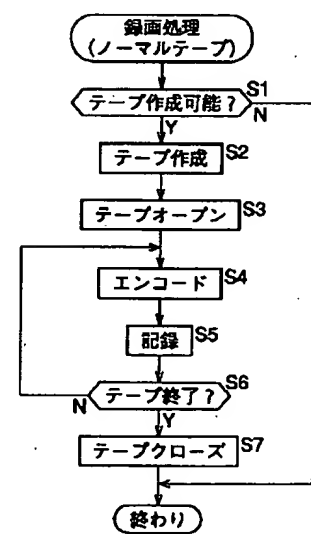 録画処理
(ノーマルテープ)
テープ作成可能？
S1
N
Y
テープ作成
S2
テープオープン
S3
エンコード
S4
記録
S5
テープ終了？
S6
N
Y
テープクローズ
S7
終わり